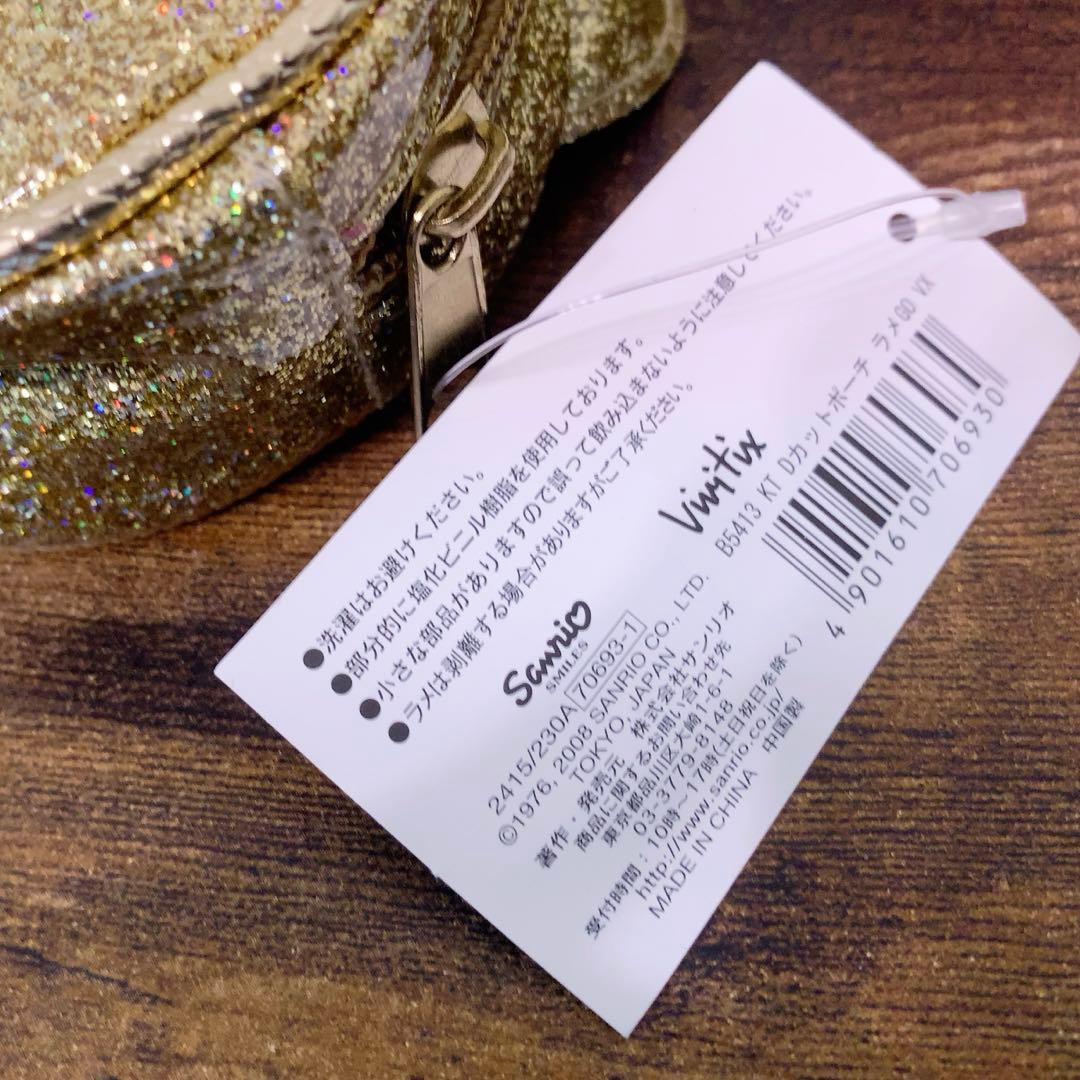 ●洗濯はお避けください。
●部分的に塩化ビニル樹脂を使用しております。
●小さな部品がありますので誤って飲み込まないように注意してください。
●ラメは剥離する場合がありますがご了承ください。
Sanrio
SMILES
2415/230A 70693-1
©1976, 2008 SANRIO CO., LTD.
TOKYO, JAPAN
著作・発売元 株式会社サンリオ
商品に関するお問い合わせ先
東京都品川区大崎1-6-1
03-3779-8148
受付時間:10時~17時(土日祝日を除く)
http://www.sanrio.co.jp/
MADE IN CHINA 中国製
Vivitix
B5413 KT Dカットポーチ ラメGD VX
4 901610 706930